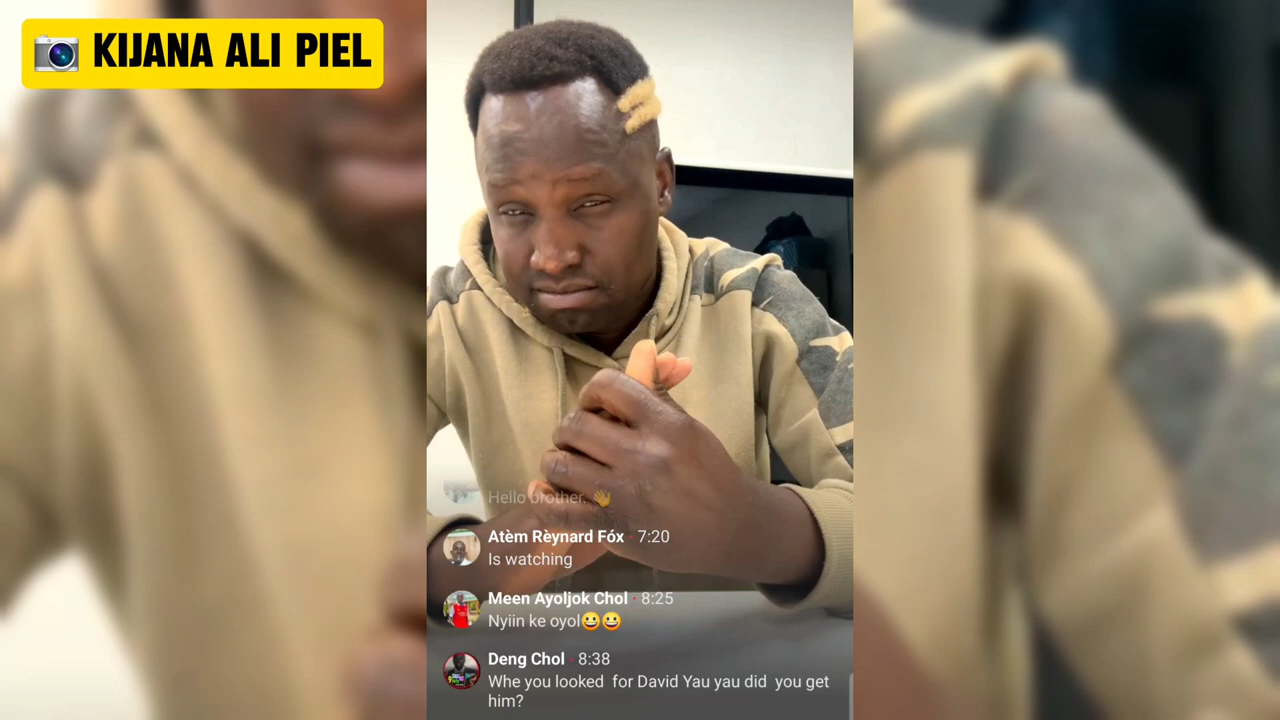 KIJANA ALI PIEL
Hello brother. 👋
Atèm Rèynard Fóx · 7:20
Is watching
Meen Ayoljok Chol · 8:25
Nyiin ke oyol😀😀
Deng Chol · 8:38
Whe you looked for David Yau yau did you get
him?